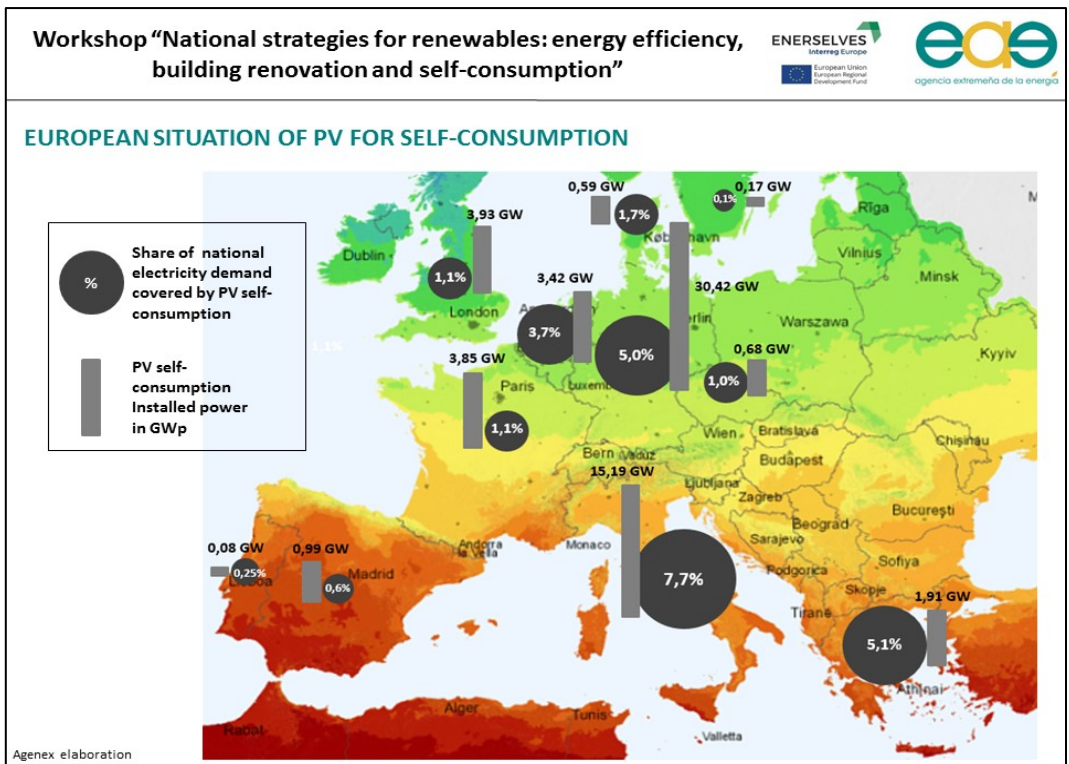 Workshop “National strategies for renewables: energy efficiency,
building renovation and self-consumption”
ENERSELVES
Interreg Europe
European Union
European Regional
Development Fund
eae
agencia extremeña de la energía
EUROPEAN SITUATION OF PV FOR SELF-CONSUMPTION
%
Share of national
electricity demand
covered by PV self-
consumption
PV self-
consumption
Installed power
in GWp
0,59 GW
1,7%
0,1%
0,17 GW
3,93 GW
1,1%
3,42 GW
3,7%
30,42 GW
5,0%
0,68 GW
1,0%
1,1%
3,85 GW
1,1%
15,19 GW
7,7%
0,08 GW
0,25%
0,99 GW
0,6%
1,91 GW
5,1%
Rīga
M
Dublin
Vilnius
Minsk
London
Warszawa
Kyyiv
Paris
Wien
Bratislava
Chișinău
Bern
Vaduz
Budapest
Ljubljana
Zagreb
Beograd
București
Sarajevo
Andorra
la Vella
Monaco
Podgorica
Sofiya
Skopje
Madrid
Tiranë
Athínai
Alger
Tunis
Valletta
Rabat
Agenex elaboration